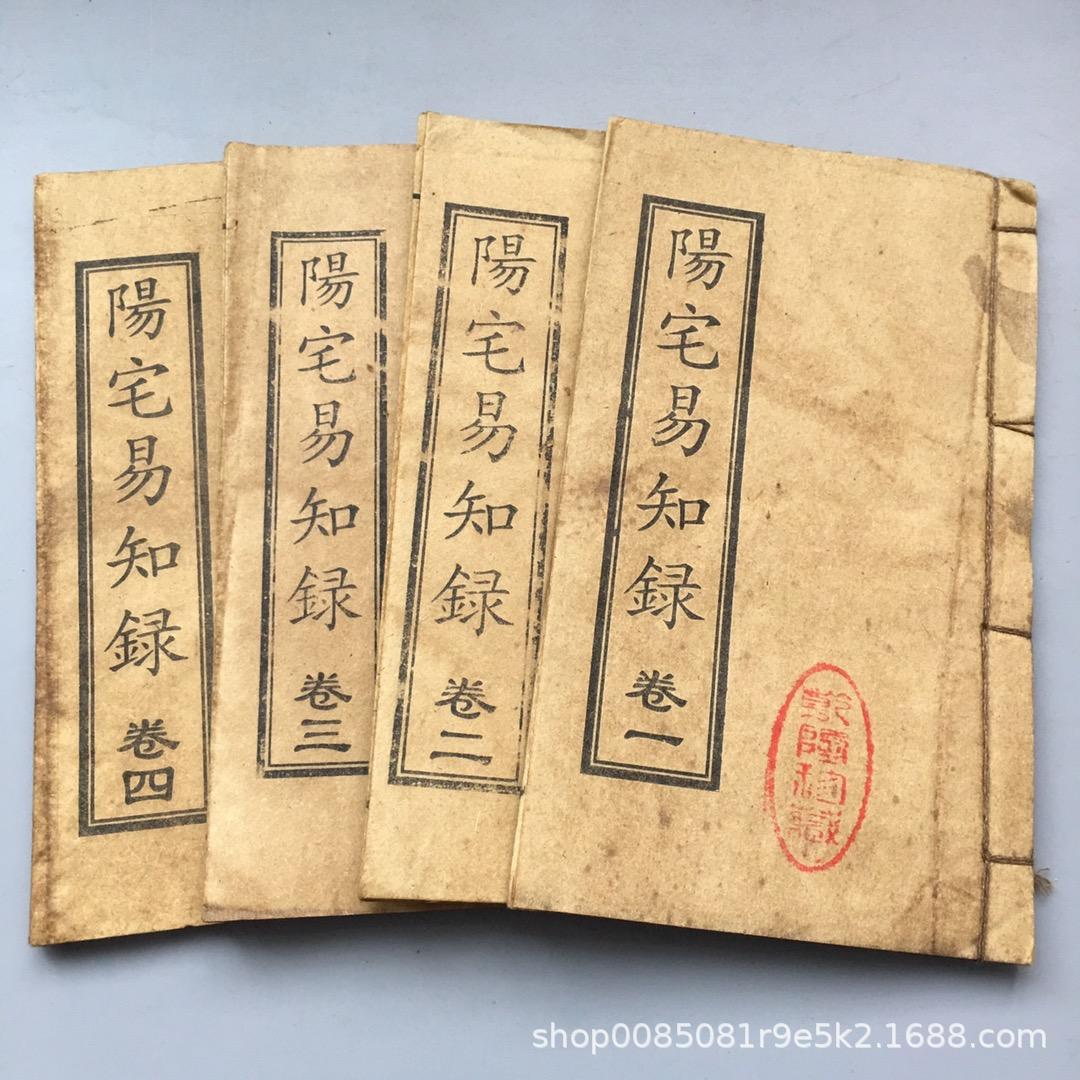 陽宅易知録 卷一
陽宅易知録 卷二
陽宅易知録 卷三
陽宅易知録 卷四
shop0085081r9e5k2.1688.com